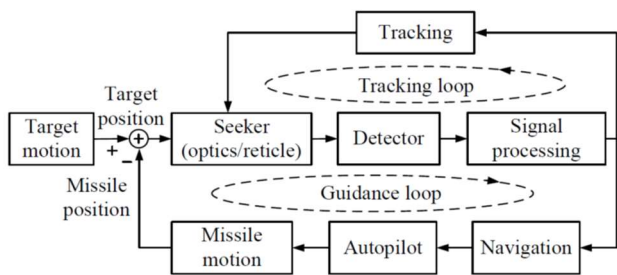 Tracking
Tracking loop
Target
position
Target
motion
+
+
−
Seeker
(optics/reticle)
Detector
Signal
processing
Missile
position
Guidance loop
Missile
motion
Autopilot
Navigation